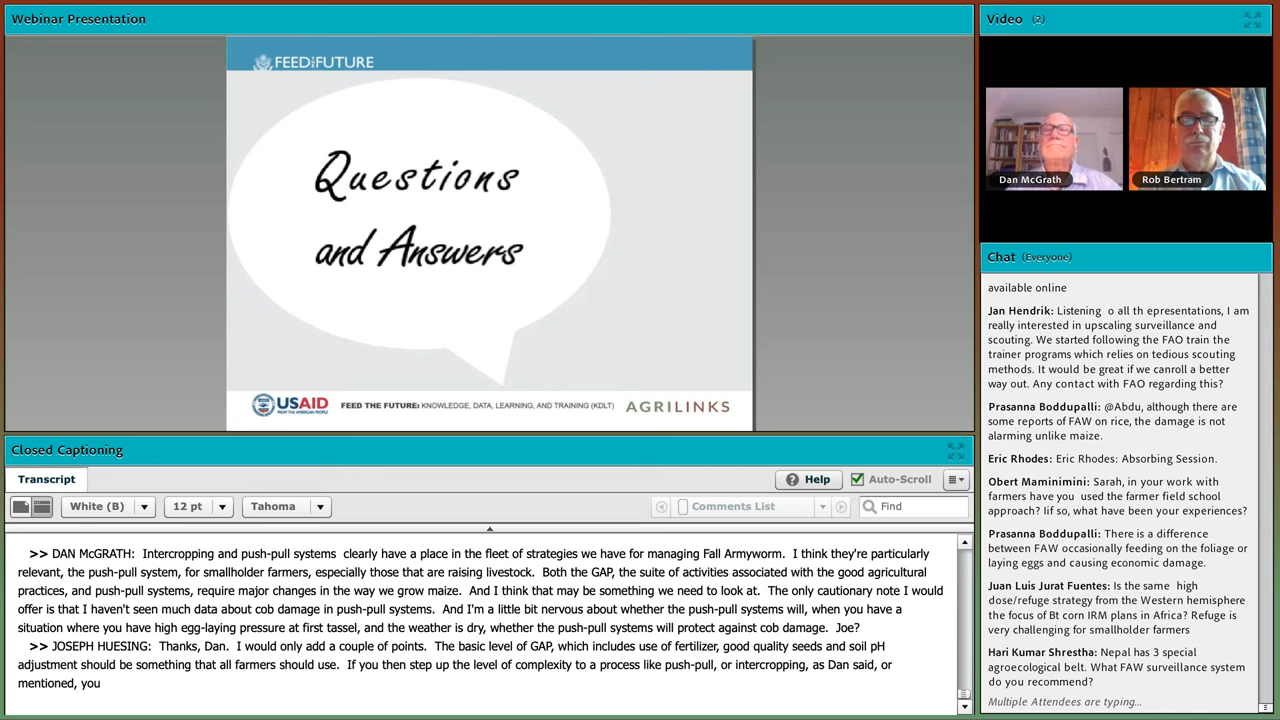 Webinar Presentation
FEED THE FUTURE
Questions
and Answers
USAID
FROM THE AMERICAN PEOPLE
FEED THE FUTURE: KNOWLEDGE, DATA, LEARNING, AND TRAINING (KDLT)
AGRILINKS
Video (2)
Dan McGrath
Rob Bertram
Closed Captioning
Transcript
Help
Auto-Scroll
White (B)
12 pt
Tahoma
Comments List
Find
>> DAN McGRATH: Intercropping and push-pull systems clearly have a place in the fleet of strategies we have for managing Fall Armyworm. I think they're particularly
relevant, the push-pull system, for smallholder farmers, especially those that are raising livestock. Both the GAP, the suite of activities associated with the good agricultural
practices, and push-pull systems, require major changes in the way we grow maize. And I think that may be something we need to look at. The only cautionary note I would
offer is that I haven't seen much data about cob damage in push-pull systems. And I'm a little bit nervous about whether the push-pull systems will, when you have a
situation where you have high egg-laying pressure at first tassel, and the weather is dry, whether the push-pull systems will protect against cob damage. Joe?
>> JOSEPH HUESING: Thanks, Dan. I would only add a couple of points. The basic level of GAP, which includes use of fertilizer, good quality seeds and soil pH
adjustment should be something that all farmers should use. If you then step up the level of complexity to a process like push-pull, or intercropping, as Dan said, or
mentioned, you
Chat (Everyone)
available online
Jan Hendrik: Listening o all th epresentations, I am
really interested in upscaling surveillance and
scouting. We started following the FAO train the
trainer programs which relies on tedious scouting
methods. It would be great if we canroll a better
way out. Any contact with FAO regarding this?
Prasanna Boddupalli: @Abdu, although there are
some reports of FAW on rice, the damage is not
alarming unlike maize.
Eric Rhodes: Eric Rhodes: Absorbing Session.
Obert Maminimini: Sarah, in your work with
farmers have you used the farmer field school
approach? Iif so, what have been your experiences?
Prasanna Boddupalli: There is a difference
between FAW occasionally feeding on the foliage or
laying eggs and causing economic damage.
Juan Luis Jurat Fuentes: Is the same high
dose/refuge strategy from the Western hemisphere
the focus of Bt corn IRM plans in Africa? Refuge is
very challenging for smallholder farmers
Hari Kumar Shrestha: Nepal has 3 special
agroecological belt. What FAW surveillance system
do you recommend?
Multiple Attendees are typing...